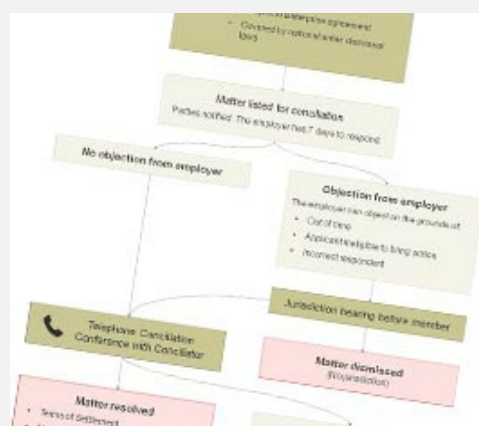 enterprise agreement
Covered by national unfair dismissal
laws
Matter listed for conciliation
Parties notified. The employer has 7 days to respond
No objection from employer
Objection from employer
The employer can object on the grounds of
Out of time
Applicant ineligible to bring action
Incorrect respondent
Jurisdiction hearing before member
Telephone Conciliation
Conference with Conciliator
Matter dismissed
(No jurisdiction)
Matter resolved
Terms of Settlement